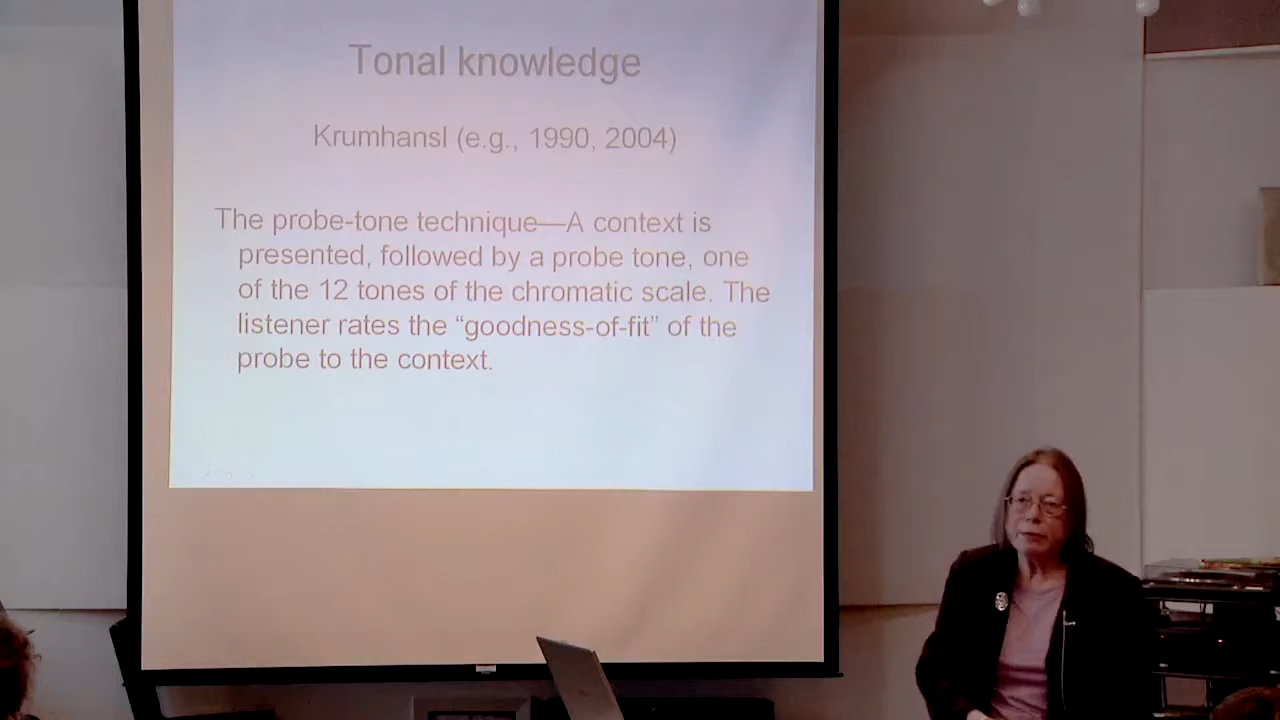 Tonal knowledge
Krumhansl (e.g., 1990, 2004)
The probe-tone technique—A context is
presented, followed by a probe tone, one
of the 12 tones of the chromatic scale. The
listener rates the “goodness-of-fit” of the
probe to the context.